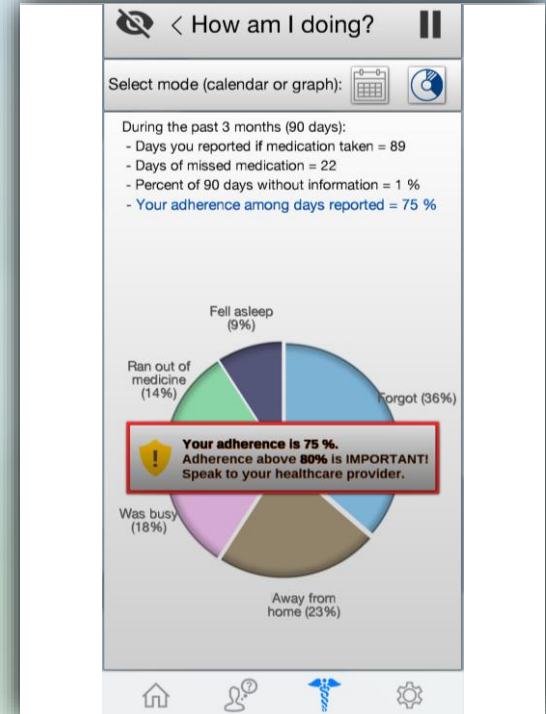 < How am I doing?
Select mode (calendar or graph):
During the past 3 months (90 days):
- Days you reported if medication taken = 89
- Days of missed medication = 22
- Percent of 90 days without information = 1 %
- Your adherence among days reported = 75 %
Fell asleep
(9%)
Ran out of
medicine
(14%)
Forgot (36%)
Your adherence is 75 %.
Adherence above 80% is IMPORTANT!
Speak to your healthcare provider.
Was busy
(18%)
Away from
home (23%)